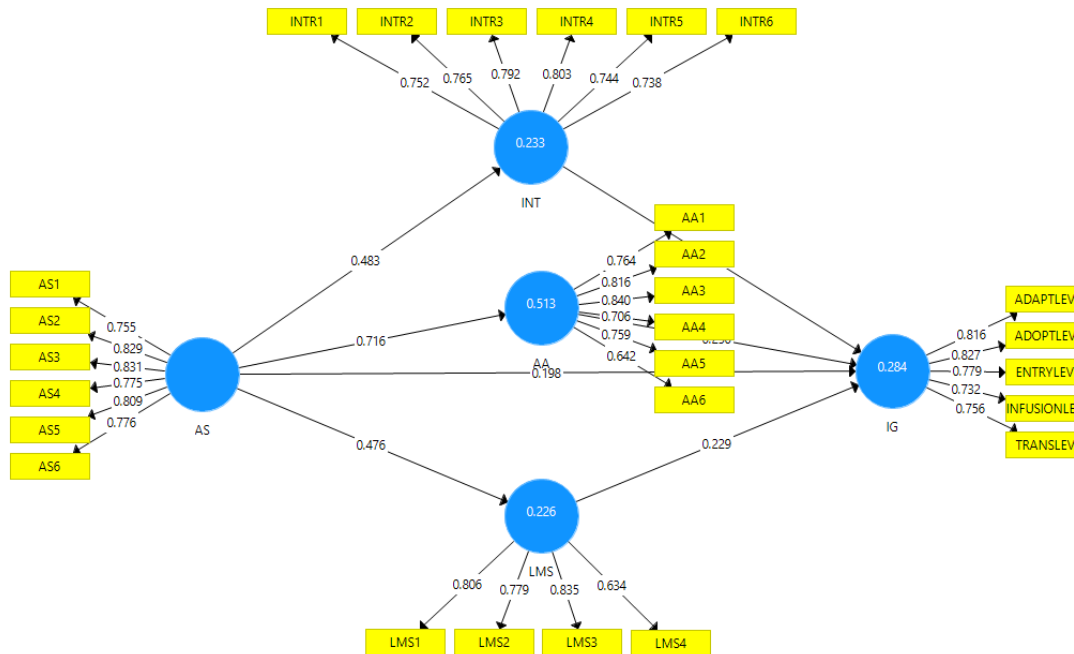 INTR1 INTR2 INTR3 INTR4 INTR5 INTR6
0.752 0.765 0.792 0.803 0.744 0.738
0.233
INT
0.483
AA1
AA2
AA3
AA4
AA5
AA6
0.764
0.816
0.840
0.706
0.759
0.642
0.513
AA
0.716
AS1
AS2
AS3
AS4
AS5
AS6
0.755
0.829
0.831
0.775
0.809
0.776
AS
0.198
0.476
0.229
0.284
IG
0.816
0.827
0.779
0.732
0.756
ADAPTLEV
ADOPTLEV
ENTRYLEV
INFUSIONLE
TRANSLEV
0.226
LMS
0.806 0.779 0.835 0.634
LMS1 LMS2 LMS3 LMS4